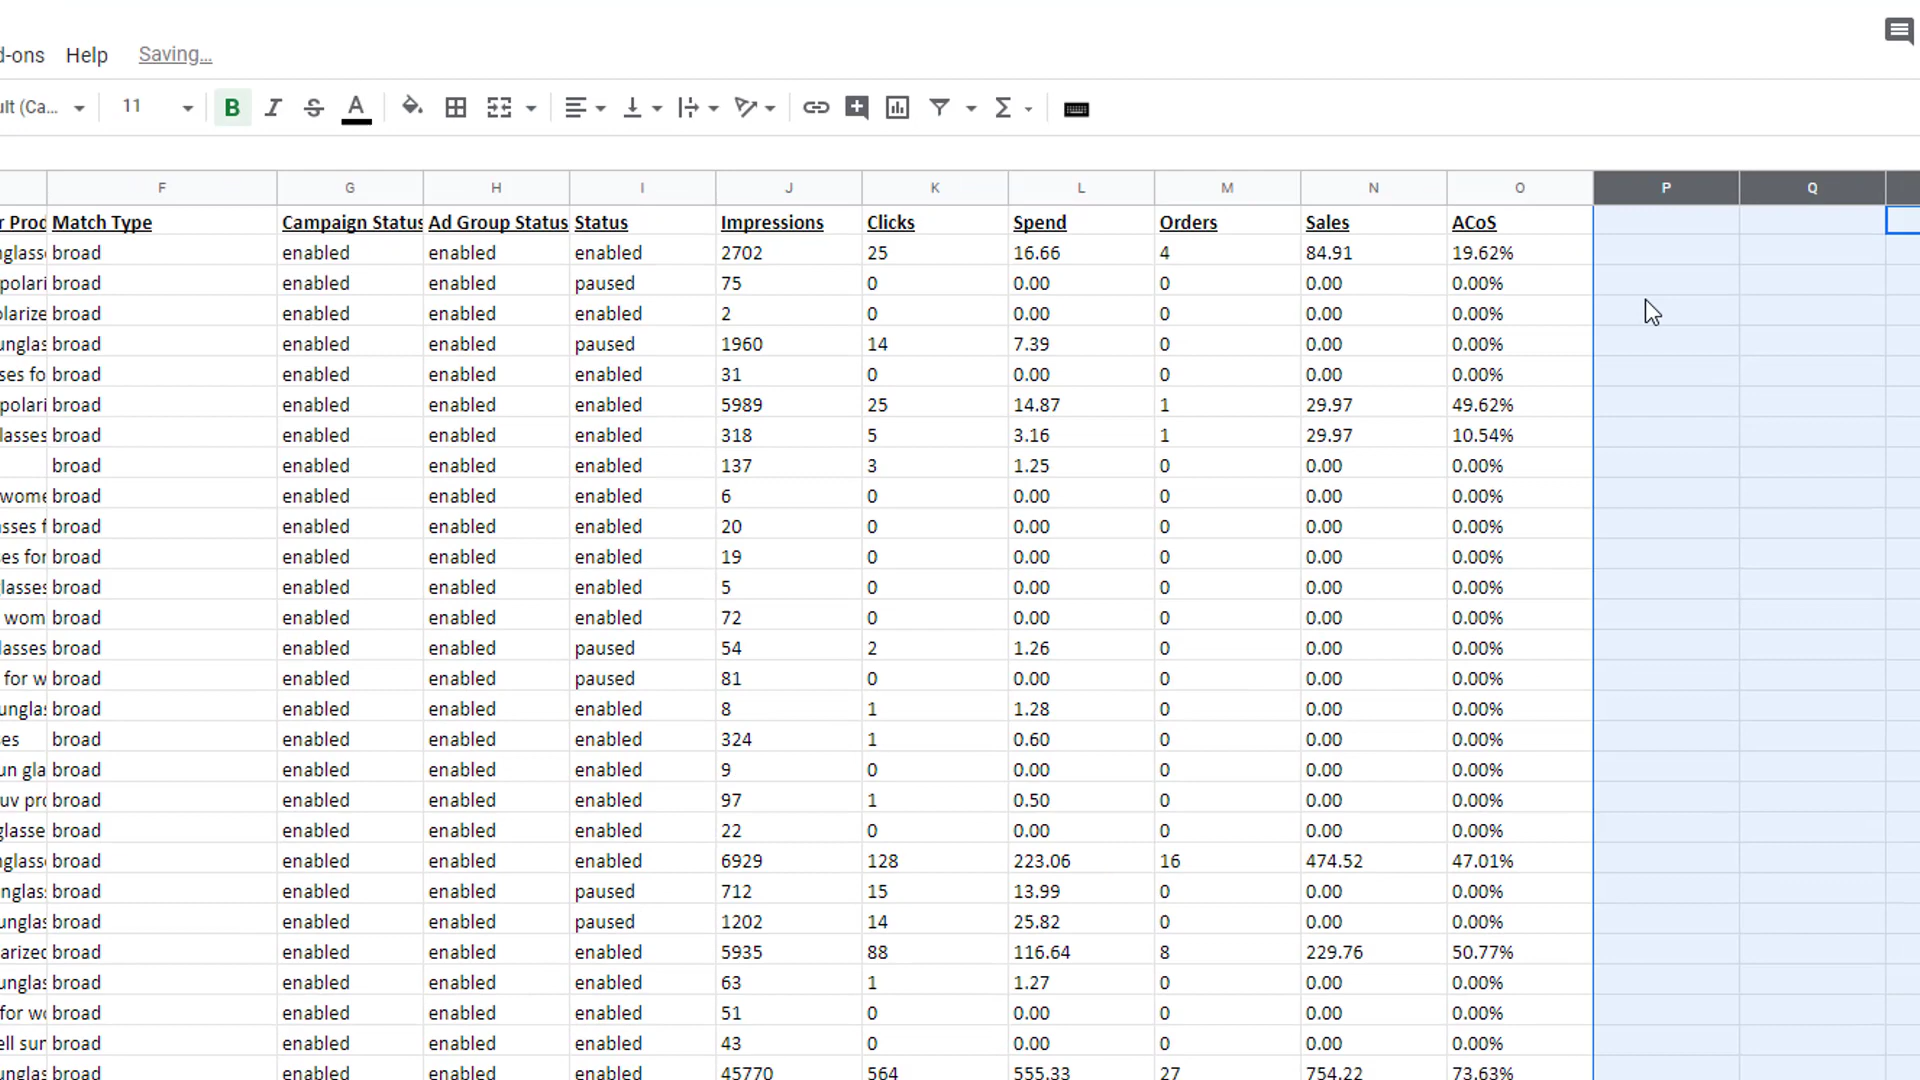 d-ons Help Saving...
ult (Ca... 11 B I S A
F G H I J K L M N O P Q
r Prod Match Type Campaign Status Ad Group Status Status Impressions Clicks Spend Orders Sales ACoS
nglasse broad enabled enabled enabled 2702 25 16.66 4 84.91 19.62%
polari broad enabled enabled paused 75 0 0.00 0 0.00 0.00%
olarize broad enabled enabled enabled 2 0 0.00 0 0.00 0.00%
unglas broad enabled enabled paused 1960 14 7.39 0 0.00 0.00%
ses fo broad enabled enabled enabled 31 0 0.00 0 0.00 0.00%
polari broad enabled enabled enabled 5989 25 14.87 1 29.97 49.62%
lasses broad enabled enabled enabled 318 5 3.16 1 29.97 10.54%
broad enabled enabled enabled 137 3 1.25 0 0.00 0.00%
wome broad enabled enabled enabled 6 0 0.00 0 0.00 0.00%
asses f broad enabled enabled enabled 20 0 0.00 0 0.00 0.00%
es for broad enabled enabled enabled 19 0 0.00 0 0.00 0.00%
glasses broad enabled enabled enabled 5 0 0.00 0 0.00 0.00%
wom broad enabled enabled enabled 72 0 0.00 0 0.00 0.00%
lasses broad enabled enabled paused 54 2 1.26 0 0.00 0.00%
for w broad enabled enabled paused 81 0 0.00 0 0.00 0.00%
unglas broad enabled enabled enabled 8 1 1.28 0 0.00 0.00%
es broad enabled enabled enabled 324 1 0.60 0 0.00 0.00%
un gla broad enabled enabled enabled 9 0 0.00 0 0.00 0.00%
uv pro broad enabled enabled enabled 97 1 0.50 0 0.00 0.00%
glasse broad enabled enabled enabled 22 0 0.00 0 0.00 0.00%
nglass broad enabled enabled enabled 6929 128 223.06 16 474.52 47.01%
nglass broad enabled enabled paused 712 15 13.99 0 0.00 0.00%
unglas broad enabled enabled paused 1202 14 25.82 0 0.00 0.00%
arized broad enabled enabled enabled 5935 88 116.64 8 229.76 50.77%
unglas broad enabled enabled enabled 63 1 1.27 0 0.00 0.00%
for wo broad enabled enabled enabled 51 0 0.00 0 0.00 0.00%
ell sun broad enabled enabled enabled 43 0 0.00 0 0.00 0.00%
unglas broad enabled enabled enabled 45770 564 555.33 27 754.22 73.63%